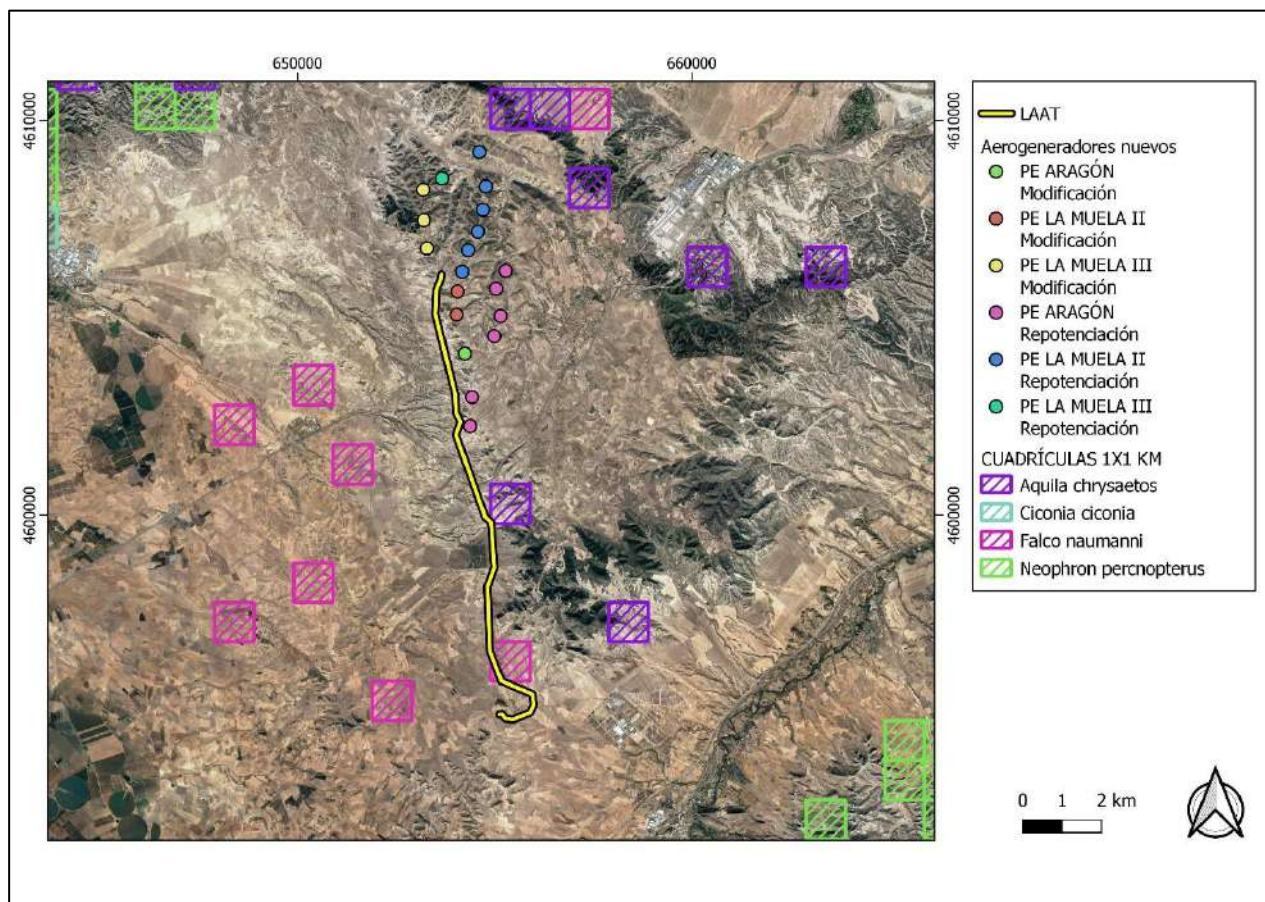 650000
660000
4610000
4610000
4600000
4600000
LAAT
Aerogeneradores nuevos
PE ARAGÓN
Modificación
PE LA MUELA II
Modificación
PE LA MUELA III
Modificación
PE ARAGÓN
Repotenciación
PE LA MUELA II
Repotenciación
PE LA MUELA III
Repotenciación
CUADRÍCULAS 1X1 KM
Aquila chrysaetos
Ciconia ciconia
Falco naumanni
Neophron percnopterus
0 1 2 km